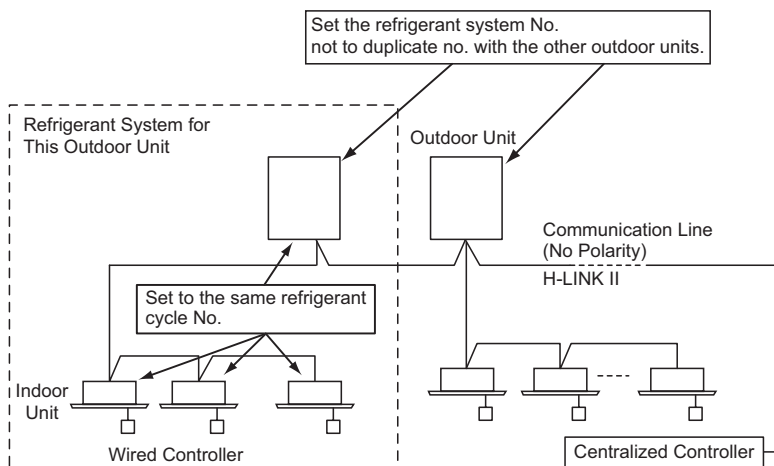 Set the refrigerant system No.
not to duplicate no. with the other outdoor units.
Refrigerant System for
This Outdoor Unit
Outdoor Unit
Communication Line
(No Polarity)
H-LINK II
Set to the same refrigerant
cycle No.
Indoor
Unit
Wired Controller
Centralized Controller